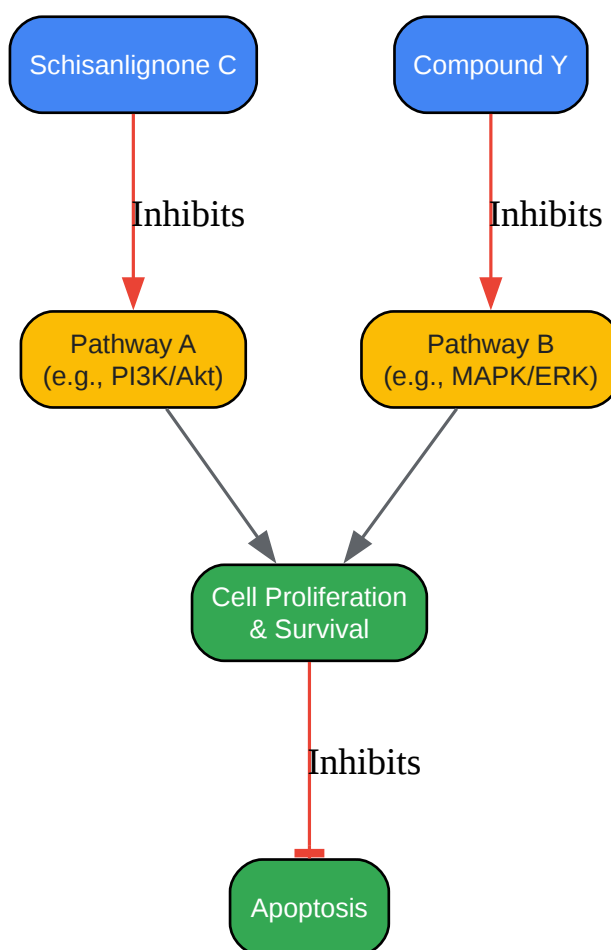 Schisanlignone C
Compound Y
Inhibits
Inhibits
Pathway A
(e.g., PI3K/Akt)
Pathway B
(e.g., MAPK/ERK)
Cell Proliferation
& Survival
Inhibits
Apoptosis